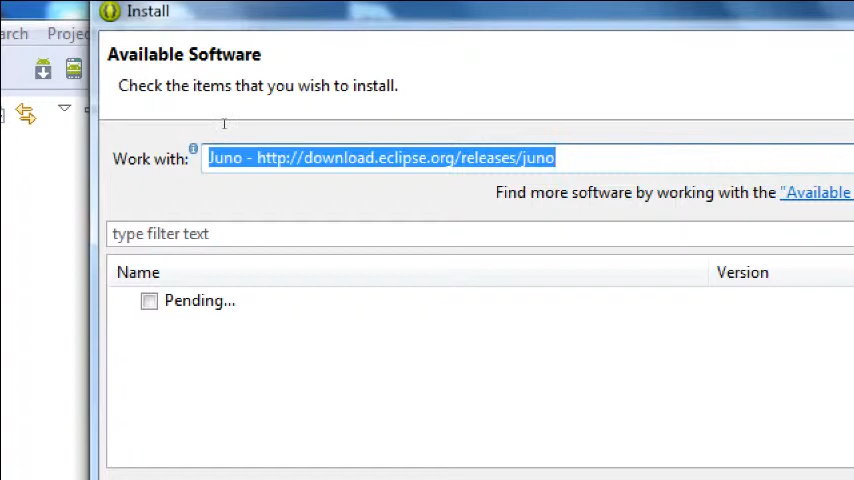 Install
arch Projec
Available Software
Check the items that you wish to install.
Work with: Juno - http://download.eclipse.org/releases/juno
Find more software by working with the "Available
type filter text
Name Version
Pending...